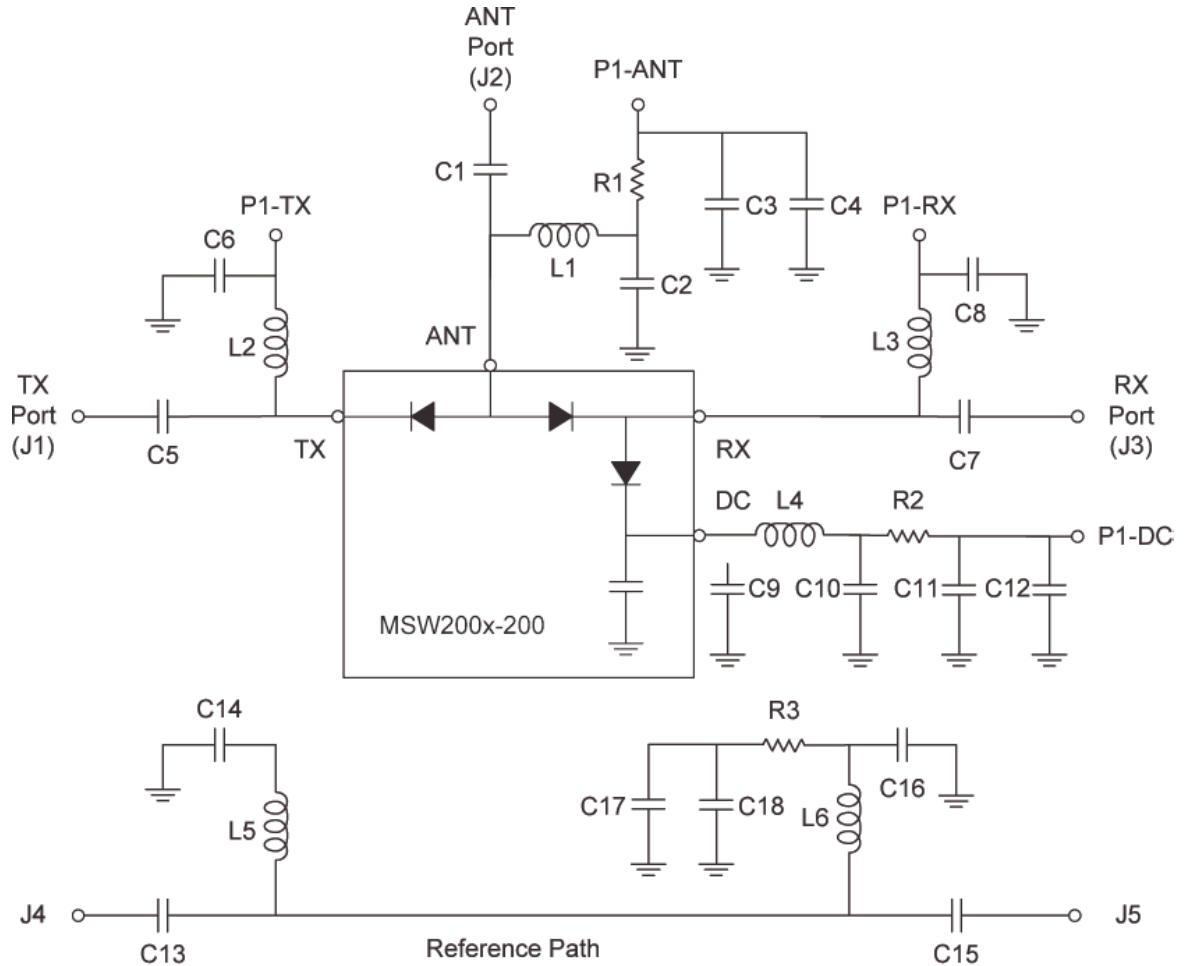 ANT
Port
(J2)
P1-ANT
C1
R1
C3
C4
P1-TX
P1-RX
C6
L1
C2
C8
L2
ANT
L3
TX
Port
(J1)
RX
Port
(J3)
C5
TX
RX
C7
DC
L4
R2
P1-DC
C9
C10
C11
C12
MSW200x-200
C14
R3
C16
C17
C18
L5
L6
J4
J5
C13
Reference Path
C15